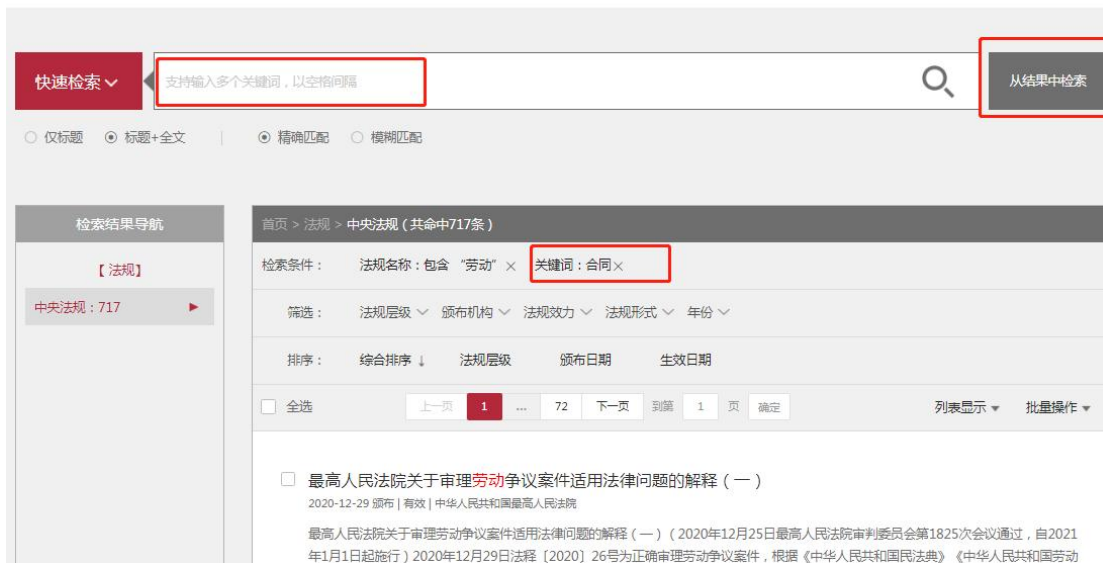 快速检索
支持输入多个关键词，以空格间隔
从结果中检索
仅标题 标题+全文 | 精确匹配 模糊匹配
检索结果导航
首页 > 法规 > 中央法规 ( 共命中717条 )
【 法规】
检索条件： 法规名称：包含 “劳动” × 关键词：合同×
中央法规：717
筛选： 法规层级 颁布机构 法规效力 法规形式 年份
排序： 综合排序 ↓ 法规层级 颁布日期 生效日期
全选 上一页 1 ... 72 下一页 到第 1 页 确定 列表显示 批量操作
最高人民法院关于审理劳动争议案件适用法律问题的解释（一）
2020-12-29 颁布 | 有效 | 中华人民共和国最高人民法院
最高人民法院关于审理劳动争议案件适用法律问题的解释（一）（2020年12月25日最高人民法院审判委员会第1825次会议通过，自2021
年1月1日起施行）2020年12月29日法释〔2020〕26号为正确审理劳动争议案件，根据《中华人民共和国民法典》《中华人民共和国劳动